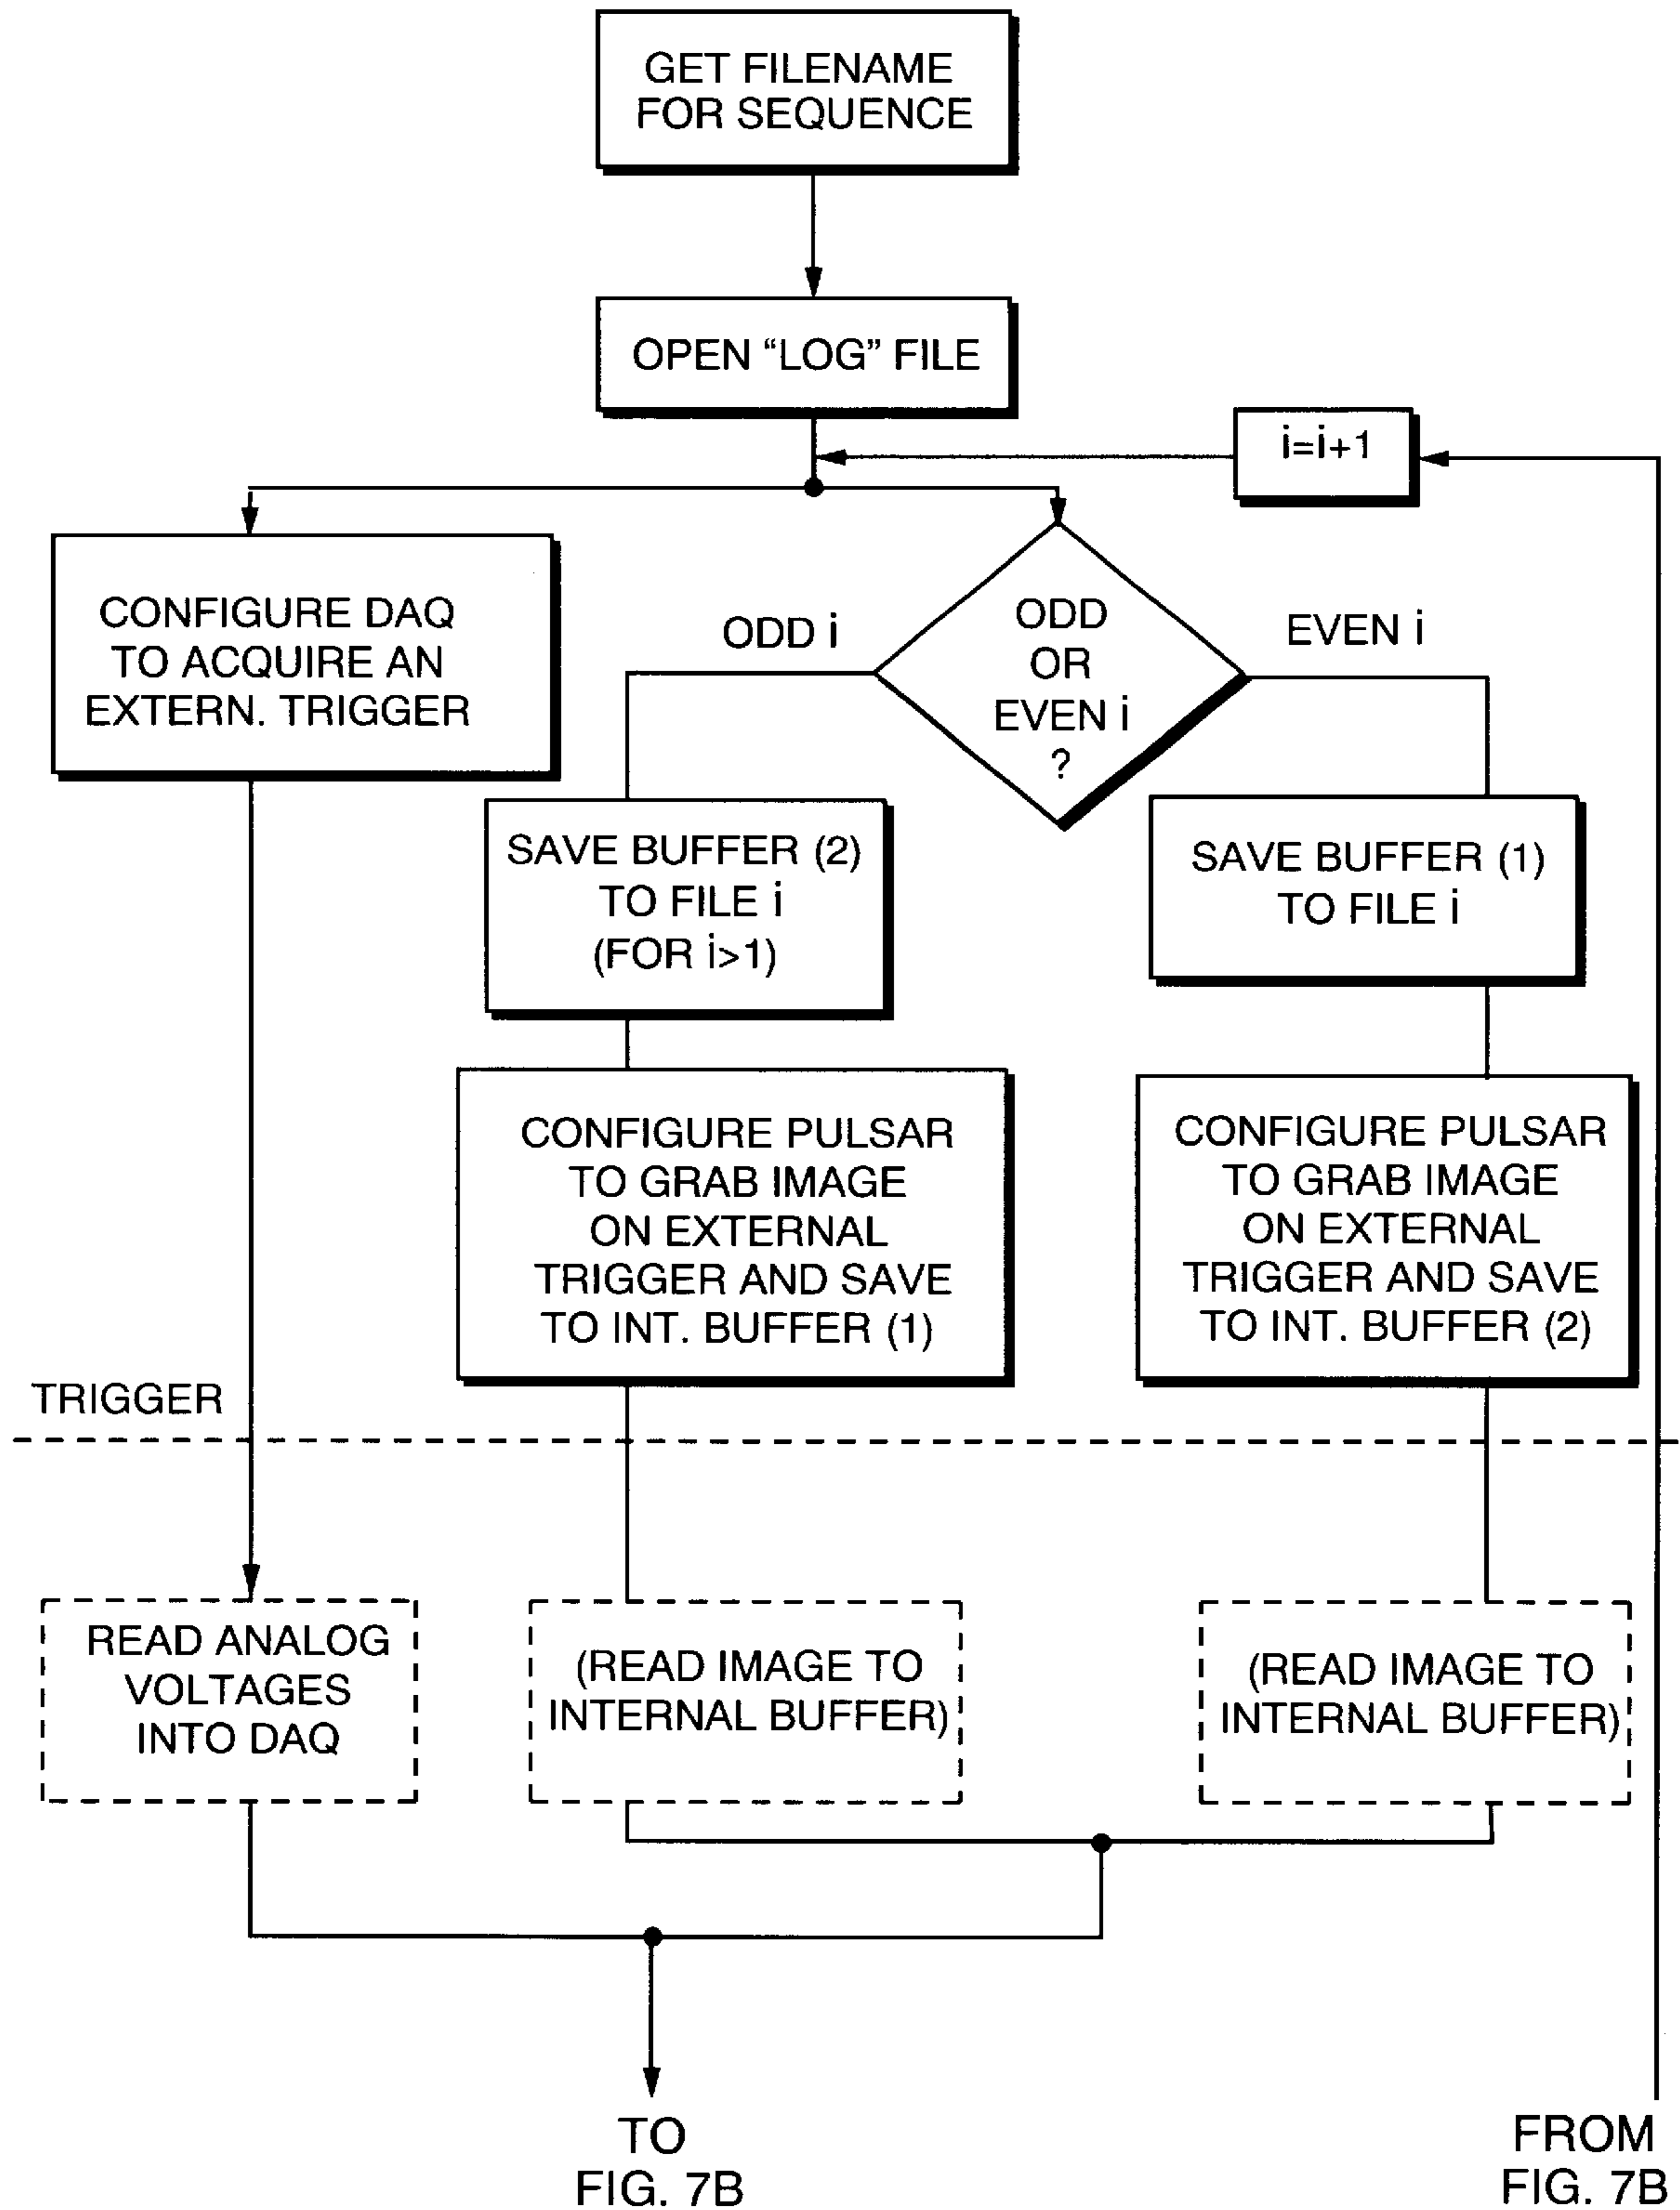 GET FILENAME
FOR SEQUENCE
OPEN “LOG” FILE
i=i+1
CONFIGURE DAQ
TO ACQUIRE AN
EXTERN. TRIGGER
ODD i
ODD
OR
EVEN i
?
EVEN i
SAVE BUFFER (2)
TO FILE i
(FOR i>1)
SAVE BUFFER (1)
TO FILE i
CONFIGURE PULSAR
TO GRAB IMAGE
ON EXTERNAL
TRIGGER AND SAVE
TO INT. BUFFER (1)
CONFIGURE PULSAR
TO GRAB IMAGE
ON EXTERNAL
TRIGGER AND SAVE
TO INT. BUFFER (2)
TRIGGER
READ ANALOG
VOLTAGES
INTO DAQ
(READ IMAGE TO
INTERNAL BUFFER)
(READ IMAGE TO
INTERNAL BUFFER)
TO
FIG. 7B
FROM
FIG. 7B